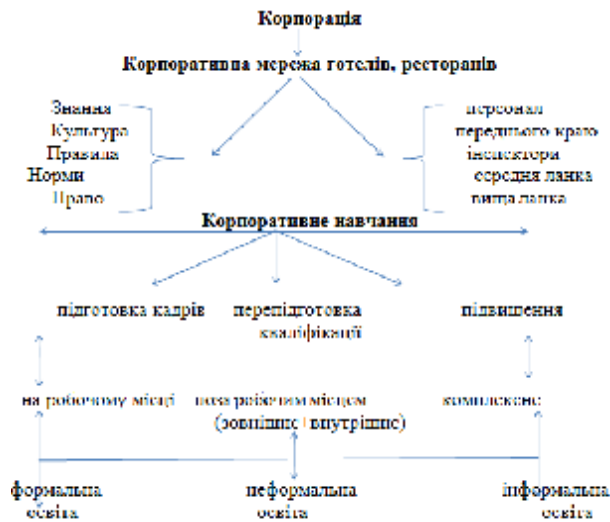 Корпорація
Корпоративна мережа готелів, ресторанів
Знання персонал
Культура переднього краю
Правила інспектори
Норми середня ланка
Право вища ланка
Корпоративне навчання
підготовка кадрів перепідготовка підвишення
кваліфікації
на робочому місці поза робочим місцем комплексне
(зовнішнє+внутрішнє)
формальна неформальна інформальна
освіта освіта освіта